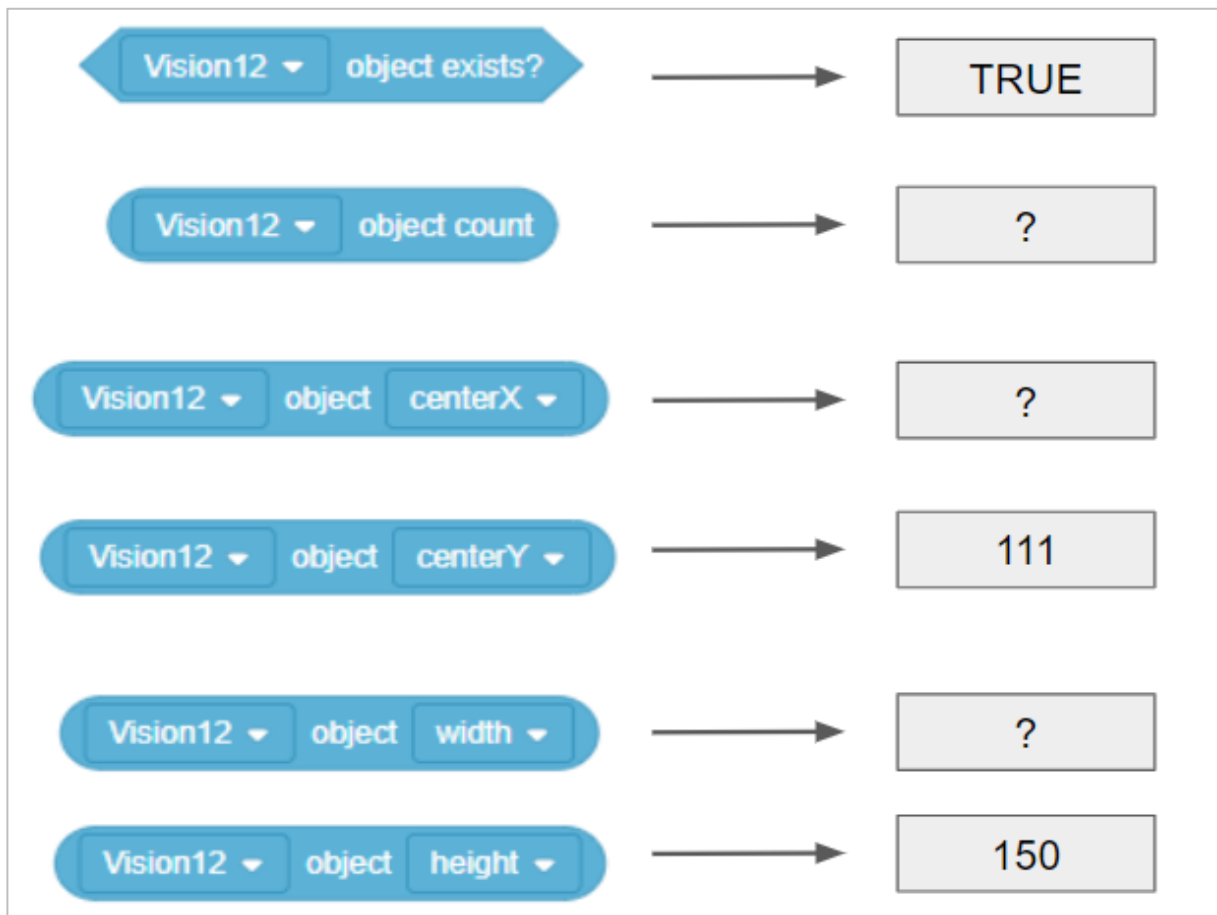 Vision12 object exists? TRUE
Vision12 object count ?
Vision12 object centerX ?
Vision12 object centerY 111
Vision12 object width ?
Vision12 object height 150